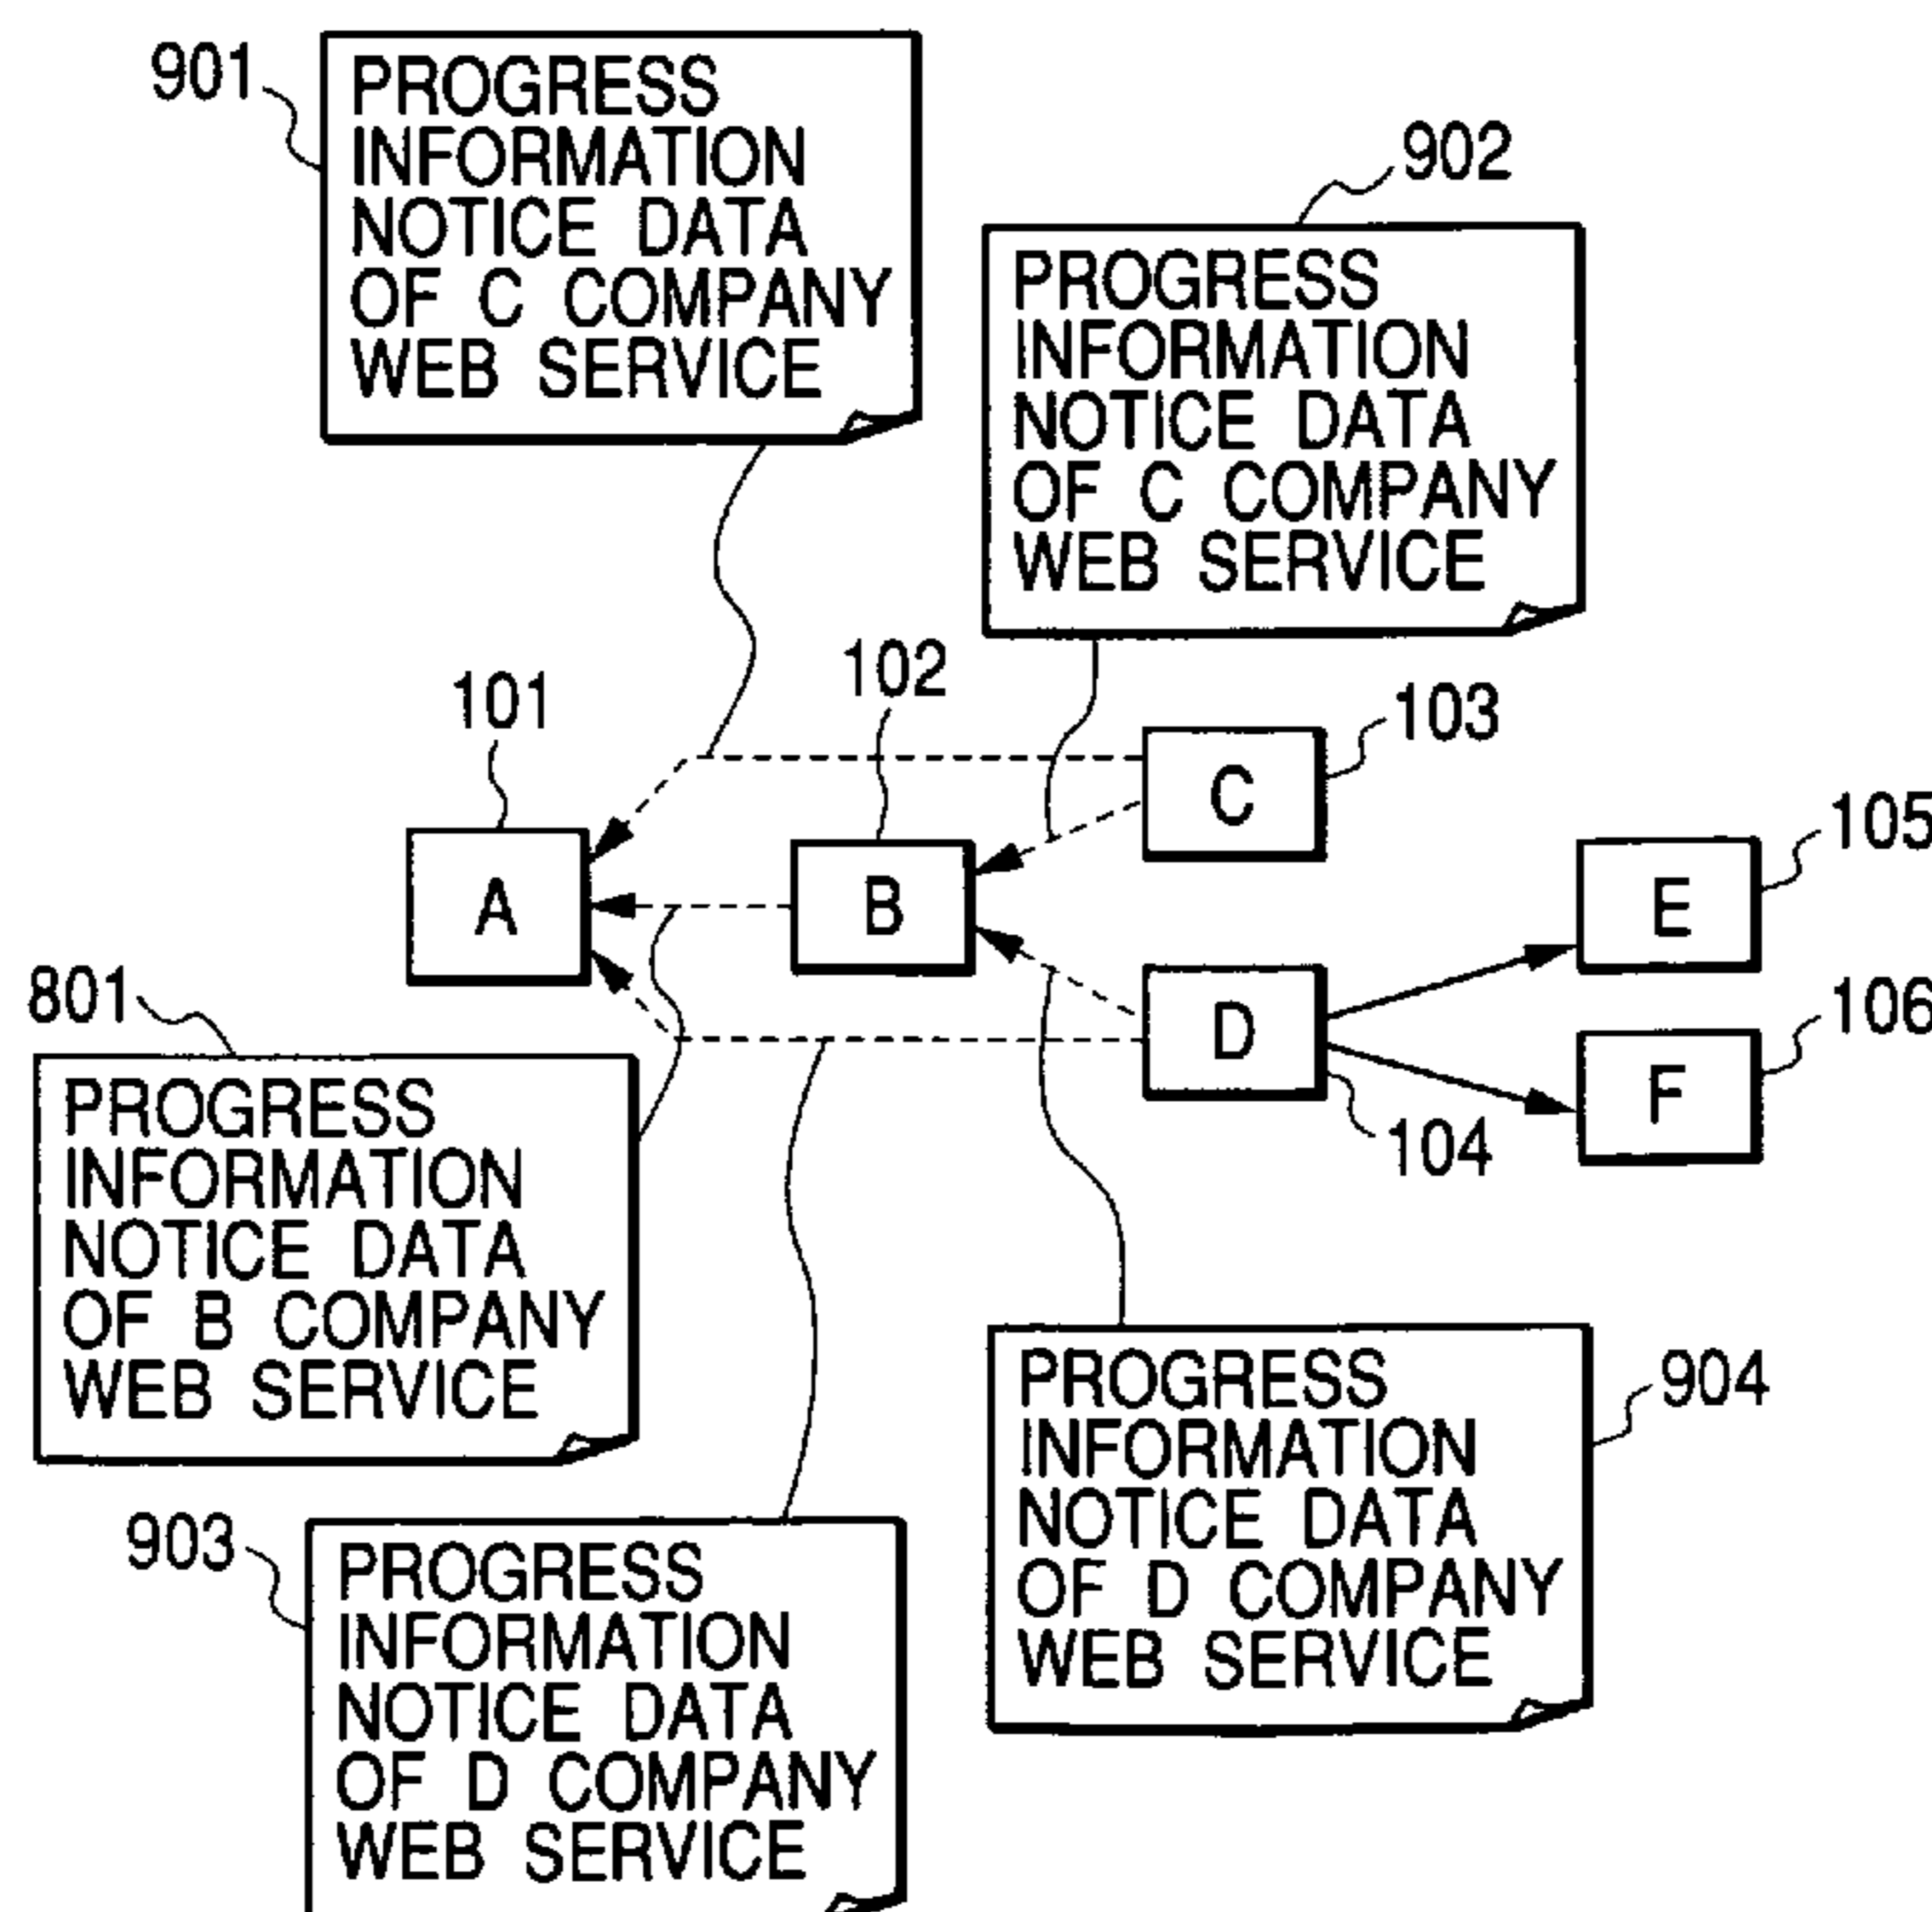 901
PROGRESS
INFORMATION
NOTICE DATA
OF C COMPANY
WEB SERVICE
902
PROGRESS
INFORMATION
NOTICE DATA
OF C COMPANY
WEB SERVICE
101
102
103
C
105
A
B
E
801
D
106
F
104
PROGRESS
INFORMATION
NOTICE DATA
OF B COMPANY
WEB SERVICE
904
PROGRESS
INFORMATION
NOTICE DATA
OF D COMPANY
WEB SERVICE
903
PROGRESS
INFORMATION
NOTICE DATA
OF D COMPANY
WEB SERVICE